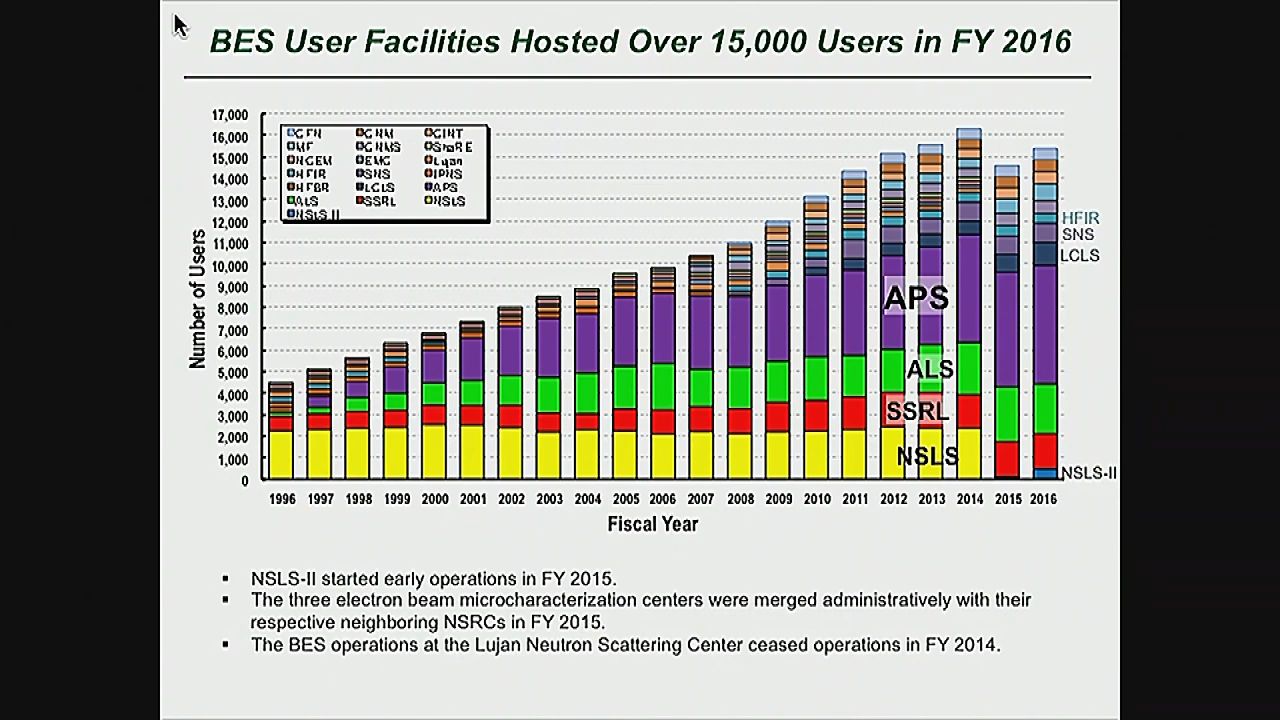 BES User Facilities Hosted Over 15,000 Users in FY 2016
17,000
16,000
15,000
14,000
13,000
12,000
11,000
10,000
9,000
8,000
7,000
6,000
5,000
4,000
3,000
2,000
1,000
0
Number of Users
CFN CNM CINT
MF CNMS ShaRE
NCEM EMC Lujan
HFIR SNS IPNS
HFBR LCLS APS
ALS SSRL NSLS
NSLS II
HFIR
SNS
LCLS
APS
ALS
SSRL
NSLS
NSLS-II
1996 1997 1998 1999 2000 2001 2002 2003 2004 2005 2006 2007 2008 2009 2010 2011 2012 2013 2014 2015 2016
Fiscal Year
▪ NSLS-II started early operations in FY 2015.
▪ The three electron beam microcharacterization centers were merged administratively with their
respective neighboring NSRCs in FY 2015.
▪ The BES operations at the Lujan Neutron Scattering Center ceased operations in FY 2014.